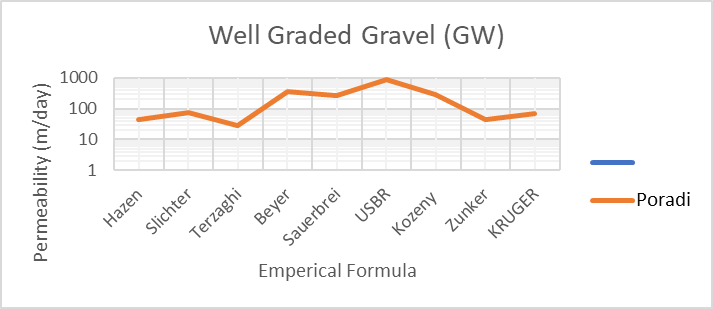 Well Graded Gravel (GW)
Permeability (m/day)
1000
100
10
1
Hazen
Slichter
Terzaghi
Beyer
Sauerbrei
USBR
Kozeny
Zunker
KRUGER
Emperical Formula
Poradi